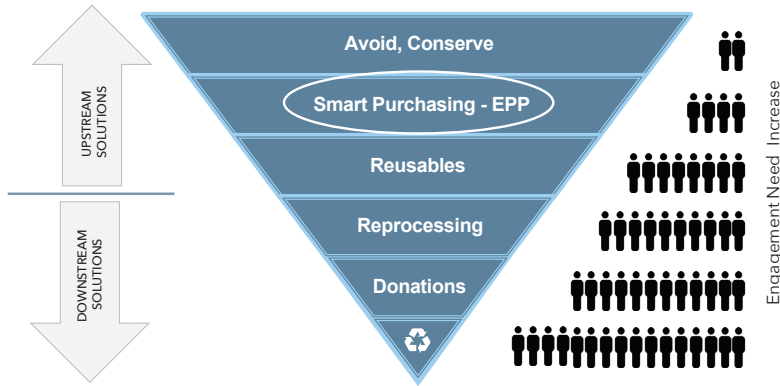 UPSTREAM
SOLUTIONS
DOWNSTREAM
SOLUTIONS
Avoid, Conserve
Smart Purchasing - EPP
Reusables
Reprocessing
Donations
Engagement Need Increase